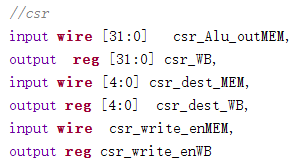 //csr
input wire [31:0] csr_Alu_outMEM,
output reg [31:0] csr_WB,
input wire [4:0] csr_dest_MEM,
output reg [4:0] csr_dest_WB,
input wire csr_write_enMEM,
output reg csr_write_enWB